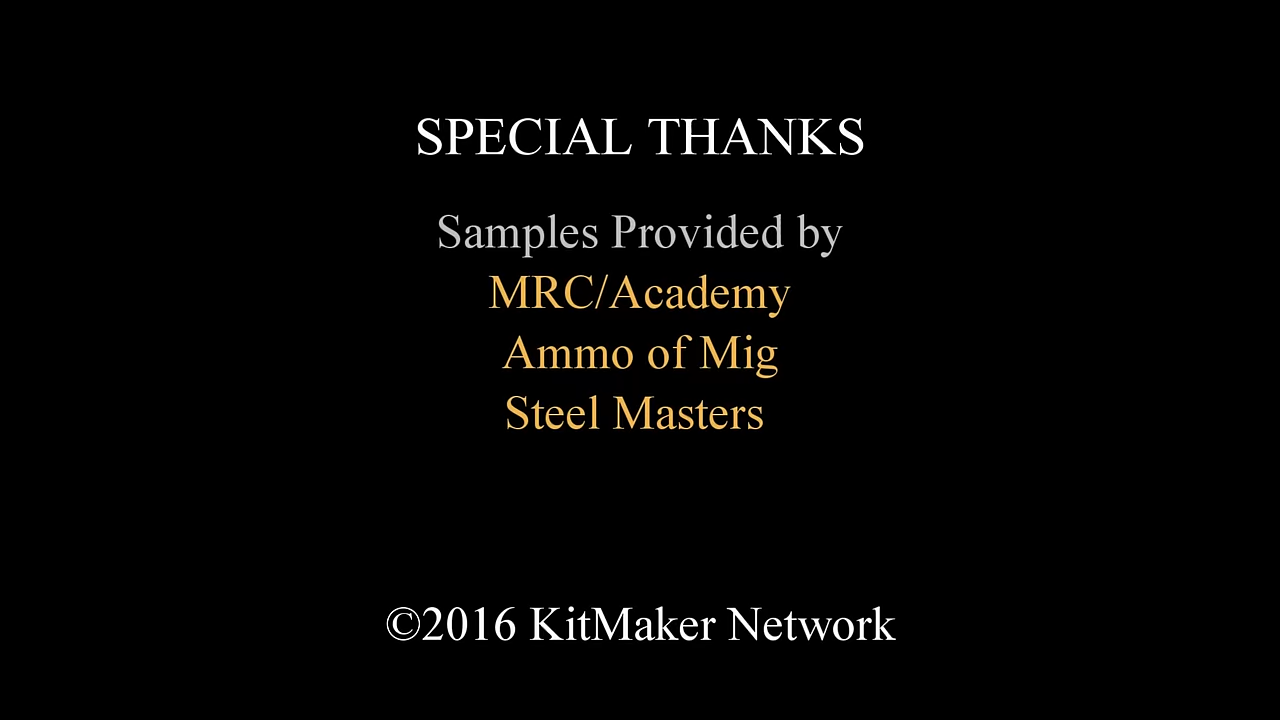 SPECIAL THANKS
Samples Provided by
MRC/Academy
Ammo of Mig
Steel Masters
©2016 KitMaker Network